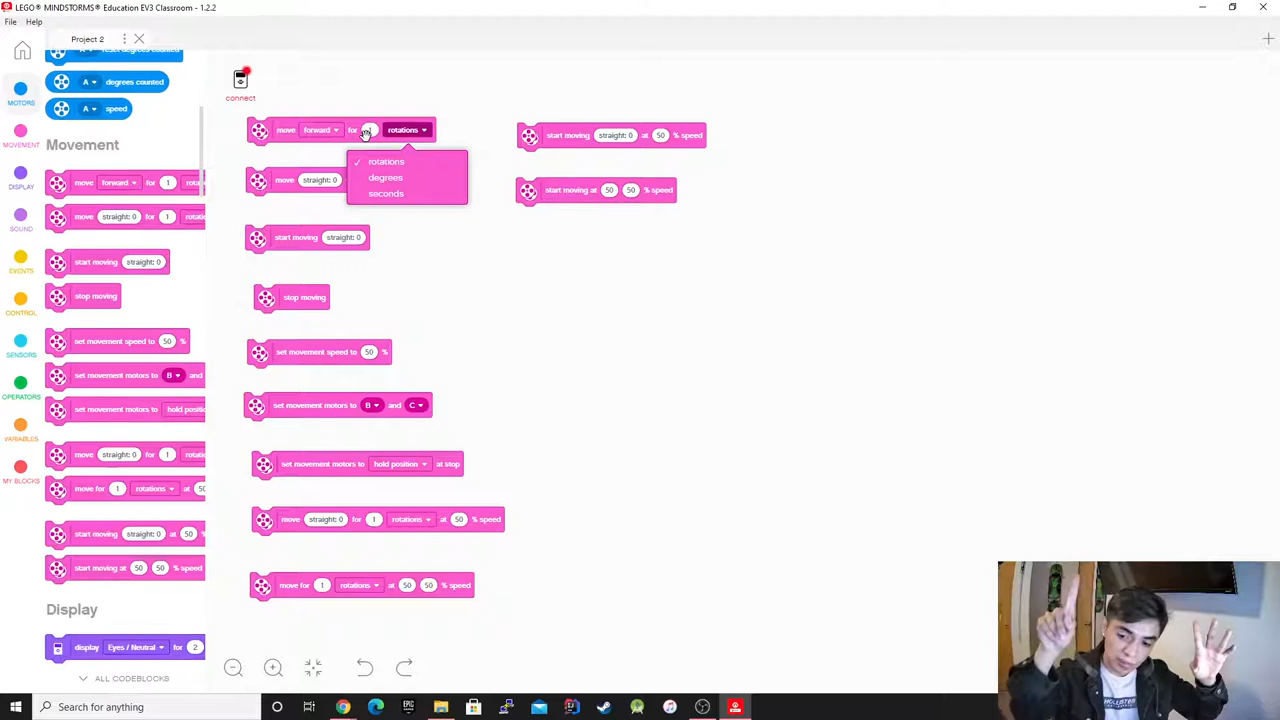 LEGO® MINDSTORMS® Education EV3 Classroom - 1.2.2
File Help
Project 2
connect
MOTORS
MOVEMENT
DISPLAY
SOUND
EVENTS
CONTROL
SENSORS
OPERATORS
VARIABLES
MY BLOCKS
A degrees counted
A speed
Movement
move forward for 1
move straight: 0 for 1
start moving straight: 0
stop moving
set movement speed to 50 %
set movement motors to B and
set movement motors to
move straight: 0 for 1
move for 1 rotations at
start moving straight: 0 at 50 %
start moving at 50 50 % speed
Display
display Eyes / Neutral for 2
ALL CODEBLOCKS
move forward for rotations
rotations
degrees
seconds
move straight: 0
start moving straight: 0
stop moving
set movement speed to 50 %
set movement motors to B and C
set movement motors to hold position at stop
move straight: 0 for 1 rotations at 50 % speed
move for 1 rotations at 50 50 % speed
start moving straight: 0 at 50 % speed
start moving at 50 50 % speed
Search for anything